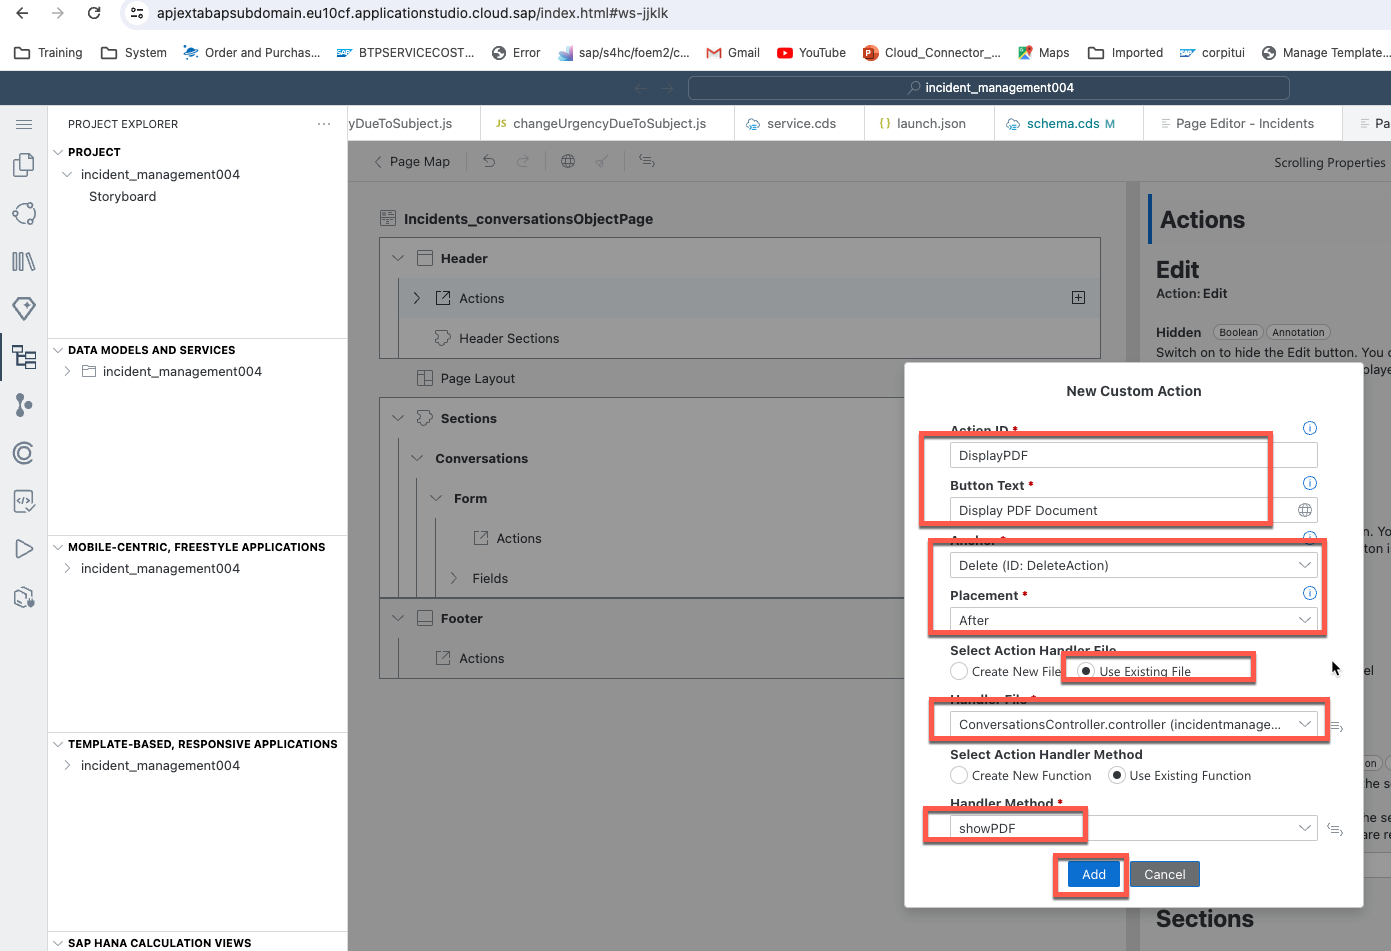 apjextabapsubdomain.eu10cf.applicationstudio.cloud.sap/index.html#ws-jjklk
Training
System
Order and Purchas...
SAP
BTPSERVICECOST...
Error
sap/s4hc/foem2/c...
Gmail
YouTube
Cloud_Connector_...
Maps
Imported
SAP
corpitui
Manage Template...
incident_management004
PROJECT EXPLORER
yDueToSubject.js
JS changeUrgencyDueToSubject.js
service.cds
{} launch.json
schema.cds M
Page Editor - Incidents
Pa
PROJECT
incident_management004
Storyboard
Page Map
Scrolling Properties
Incidents_conversationsObjectPage
Header
Actions
Header Sections
Page Layout
Sections
Conversations
Form
Actions
Fields
Footer
Actions
DATA MODELS AND SERVICES
incident_management004
MOBILE-CENTRIC, FREESTYLE APPLICATIONS
incident_management004
TEMPLATE-BASED, RESPONSIVE APPLICATIONS
incident_management004
SAP HANA CALCULATION VIEWS
Actions
Edit
Action: Edit
Hidden Boolean Annotation
Switch on to hide the Edit button. You c
playe
New Custom Action
Action ID *
DisplayPDF
Button Text *
Display PDF Document
Anchor *
Delete (ID: DeleteAction)
Placement *
After
Select Action Handler File
Create New File
Use Existing File
Handler File *
ConversationsController.controller (incidentmanage...
Select Action Handler Method
Create New Function
Use Existing Function
Handler Method *
showPDF
Add
Cancel
n. Yo
ton i
el
on
he s
he se
are re
Sections